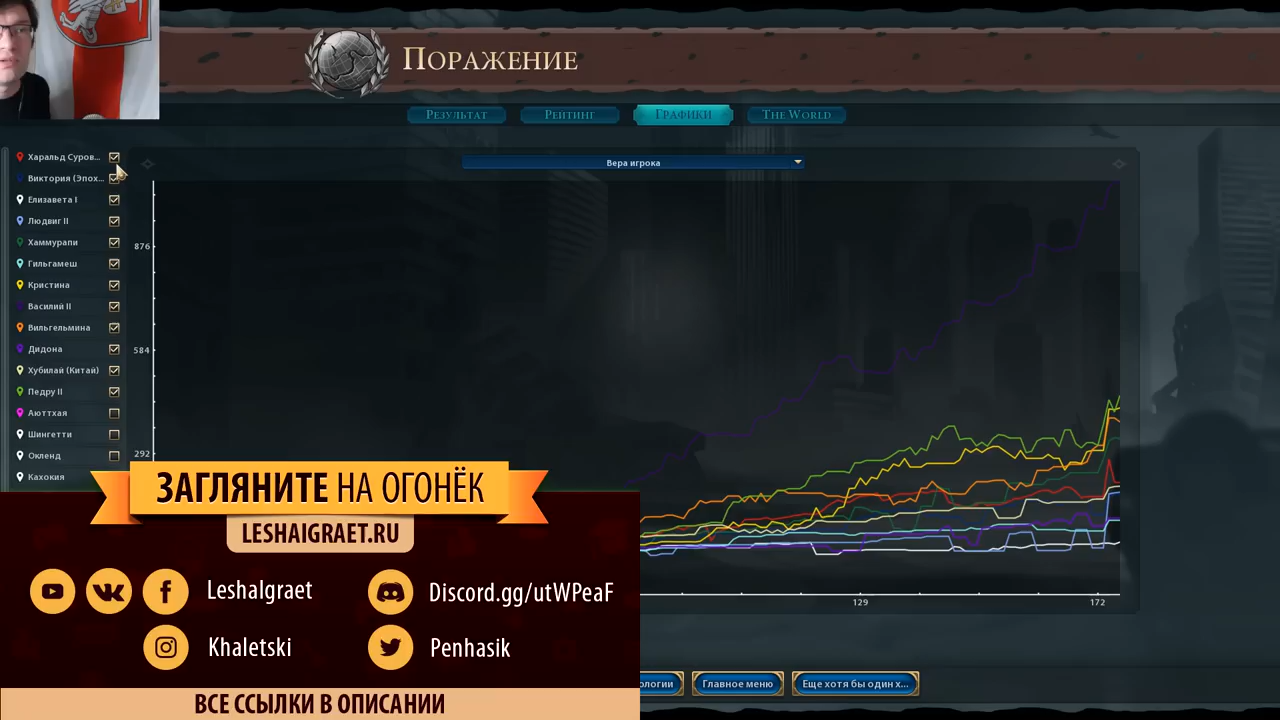 Поражение
Результат
Рейтинг
Графики
The World
Харальд Суров...
Виктория (Эпох...
Елизавета I
Людвиг II
Хаммурапи
Гильгамеш
Кристина
Василий II
Вильгельмина
Дидона
Хубилай (Китай)
Педру II
Аюттхая
Шингетти
Окленд
Кахокия
Вера игрока
876
584
292
129
172
ЗАГЛЯНИТЕ НА ОГОНЁК
LESHAIGRAET.RU
LeshaIgraet
Discord.gg/utWPeaF
Khaletski
Penhasik
ВСЕ ССЫЛКИ В ОПИСАНИИ
ологии
Главное меню
Еще хотя бы один х...